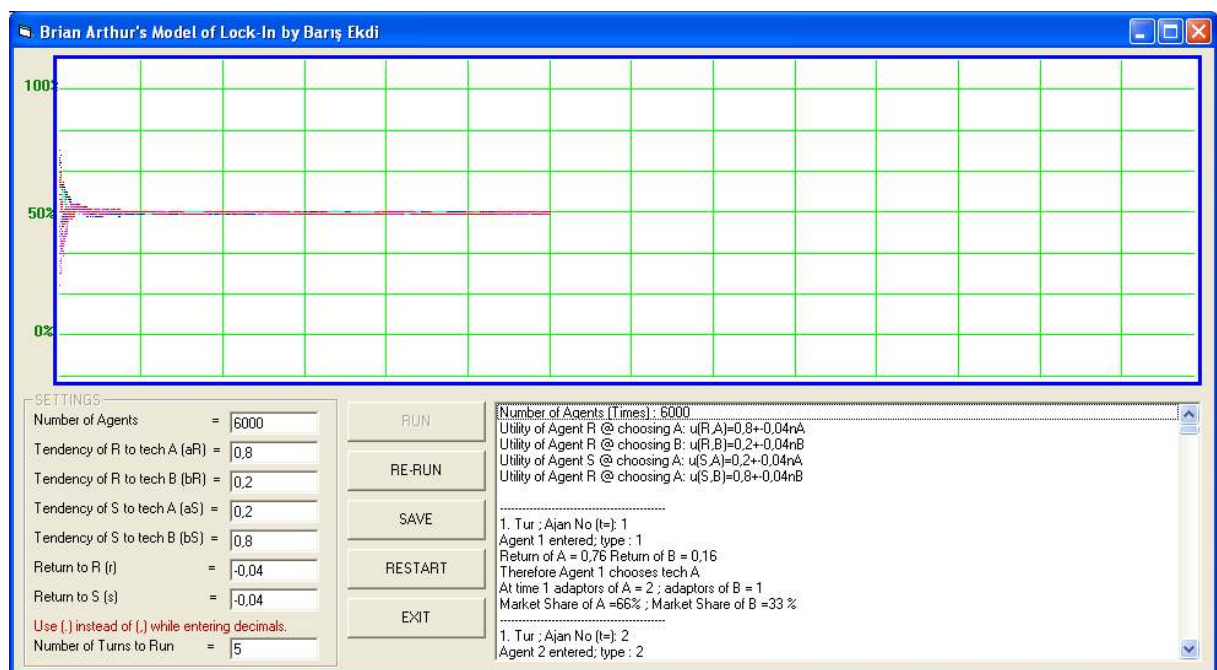 Brian Arthur's Model of Lock-In by Barış Ekdi
100%
50%
0%
SETTINGS
Number of Agents = 6000
Tendency of R to tech A (aR) = 0,8
Tendency of R to tech B (bR) = 0,2
Tendency of S to tech A (aS) = 0,2
Tendency of S to tech B (bS) = 0,8
Return to R (r) = -0,04
Return to S (s) = -0,04
Use (.) instead of (,) while entering decimals.
Number of Turns to Run = 5
RUN
RE-RUN
SAVE
RESTART
EXIT
Number of Agents (Times) : 6000
Utility of Agent R @ choosing A: u(R,A)=0,8+-0,04nA
Utility of Agent R @ choosing B: u(R,B)=0,2+-0,04nB
Utility of Agent S @ choosing A: u(S,A)=0,2+-0,04nA
Utility of Agent R @ choosing A: u(S,B)=0,8+-0,04nB
-----------------------------------------
1. Tur ; Ajan No (t=): 1
Agent 1 entered; type : 1
Return of A = 0,76 Return of B = 0,16
Therefore Agent 1 chooses tech A
At time 1 adaptors of A = 2 ; adaptors of B = 1
Market Share of A =66% ; Market Share of B =33 %
-----------------------------------------
1. Tur ; Ajan No (t=): 2
Agent 2 entered; type : 2